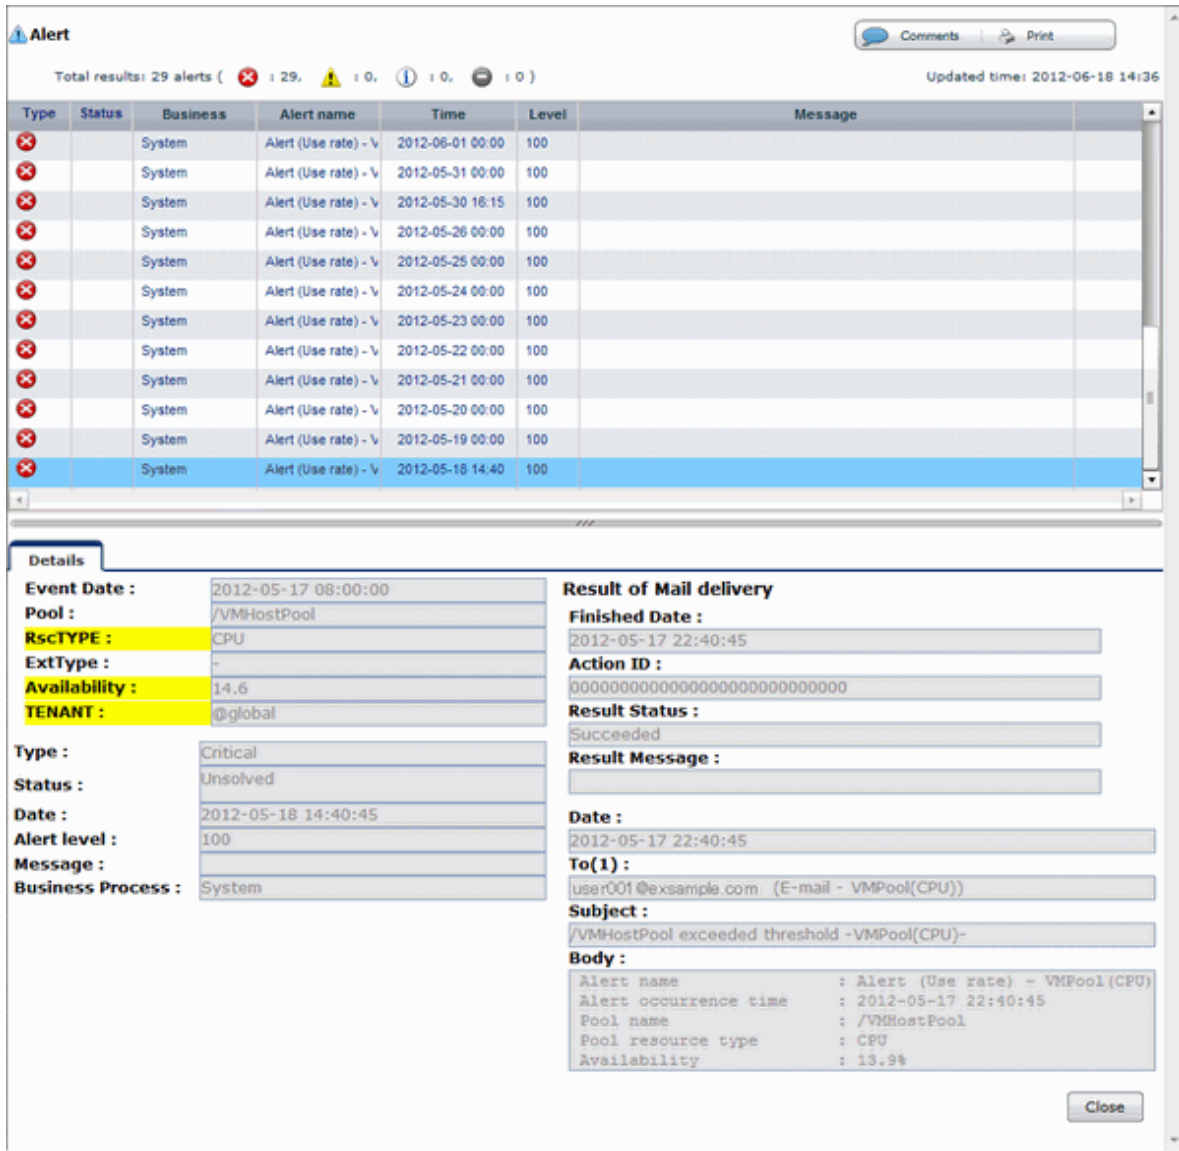 Alert
Comments Print
Total results: 29 alerts ( : 29, : 0, : 0, : 0 ) Updated time: 2012-06-18 14:36
Type Status Business Alert name Time Level Message
System Alert (Use rate) - V 2012-06-01 00:00 100
System Alert (Use rate) - V 2012-05-31 00:00 100
System Alert (Use rate) - V 2012-05-30 16:15 100
System Alert (Use rate) - V 2012-05-26 00:00 100
System Alert (Use rate) - V 2012-05-25 00:00 100
System Alert (Use rate) - V 2012-05-24 00:00 100
System Alert (Use rate) - V 2012-05-23 00:00 100
System Alert (Use rate) - V 2012-05-22 00:00 100
System Alert (Use rate) - V 2012-05-21 00:00 100
System Alert (Use rate) - V 2012-05-20 00:00 100
System Alert (Use rate) - V 2012-05-19 00:00 100
System Alert (Use rate) - V 2012-05-18 14:40 100
Details
Event Date : 2012-05-17 08:00:00
Pool : /VMHostPool
RscTYPE : CPU
ExtType : -
Availability : 14.6
TENANT : @global
Type : Critical
Status : Unsolved
Date : 2012-05-18 14:40:45
Alert level : 100
Message :
Business Process : System
Result of Mail delivery
Finished Date :
2012-05-17 22:40:45
Action ID :
Result Status :
Succeeded
Result Message :
Date :
2012-05-17 22:40:45
To(1) :
user001@exsample.com (E-mail - VMPool(CPU))
Subject :
/VMHostPool exceeded threshold -VMPool(CPU)-
Body :
Alert name : Alert (Use rate) - VMPool(CPU)
Alert occurrence time : 2012-05-17 22:40:45
Pool name : /VMHostPool
Pool resource type : CPU
Availability : 13.9%
Close